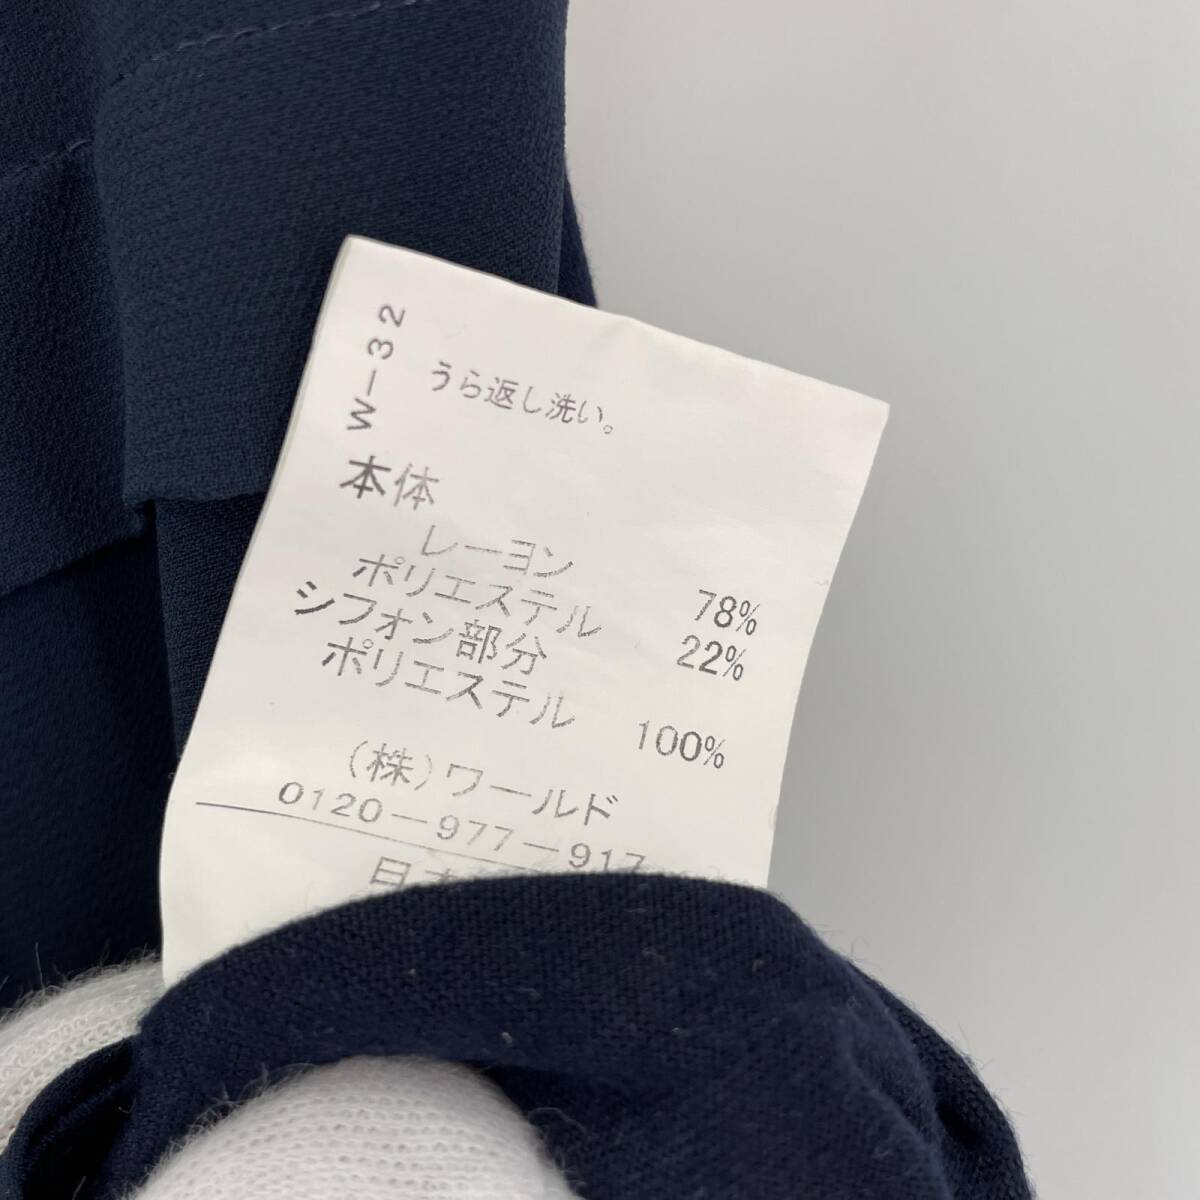 W-32
うら返し洗い。
本体
レーヨン 78%
ポリエステル 22%
シフォン部分
ポリエステル 100%
(株)ワールド
0120-977-917
日本